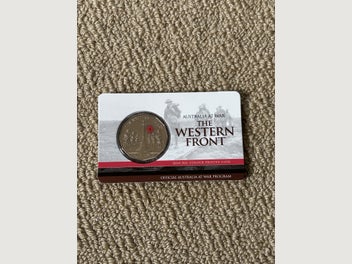 AUSTRALIA AT WAR
THE
WESTERN
FRONT
OFFICIAL AUSTRALIA AT WAR PROGRAM